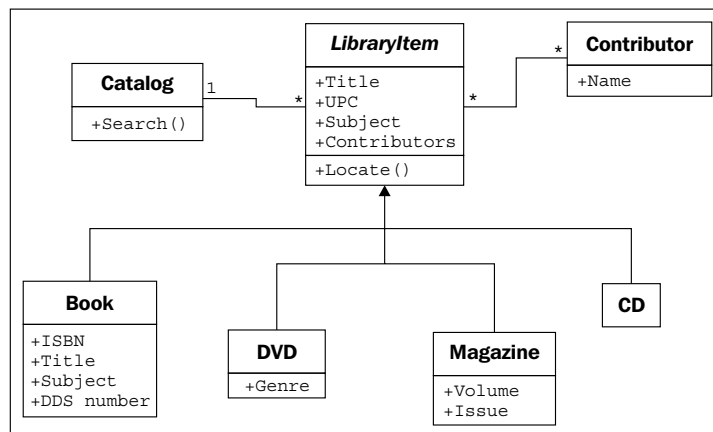 LibraryItem
+Title
+UPC
+Subject
+Contributors
+Locate()
Catalog
+Search()
1
*
*
*
Contributor
+Name
Book
+ISBN
+Title
+Subject
+DDS number
DVD
+Genre
Magazine
+Volume
+Issue
CD